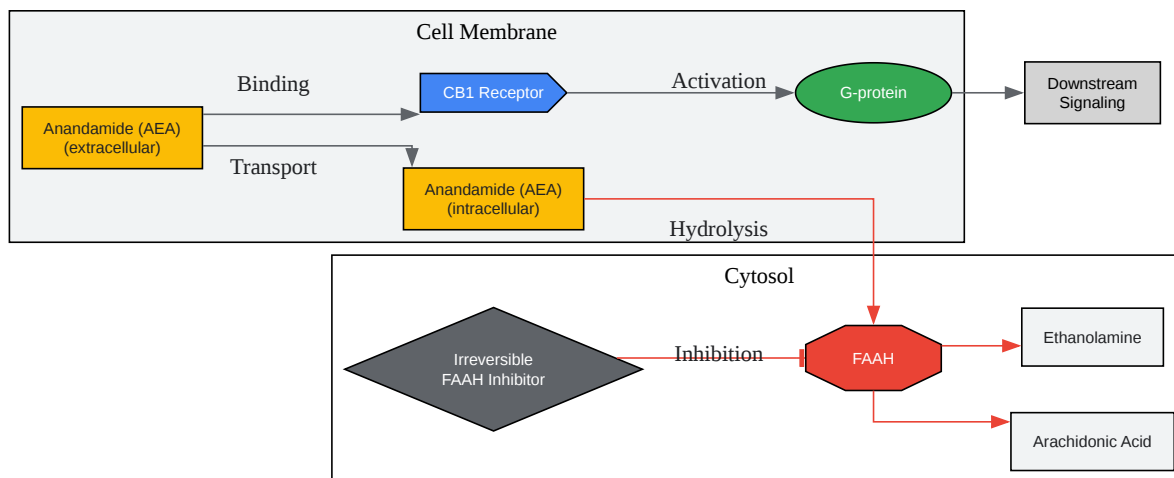 Cell Membrane
Binding
CB1 Receptor
Activation
G-protein
Downstream
Signaling
Anandamide (AEA)
(extracellular)
Transport
Anandamide (AEA)
(intracellular)
Hydrolysis
Cytosol
Irreversible
FAAH Inhibitor
Inhibition
FAAH
Ethanolamine
Arachidonic Acid